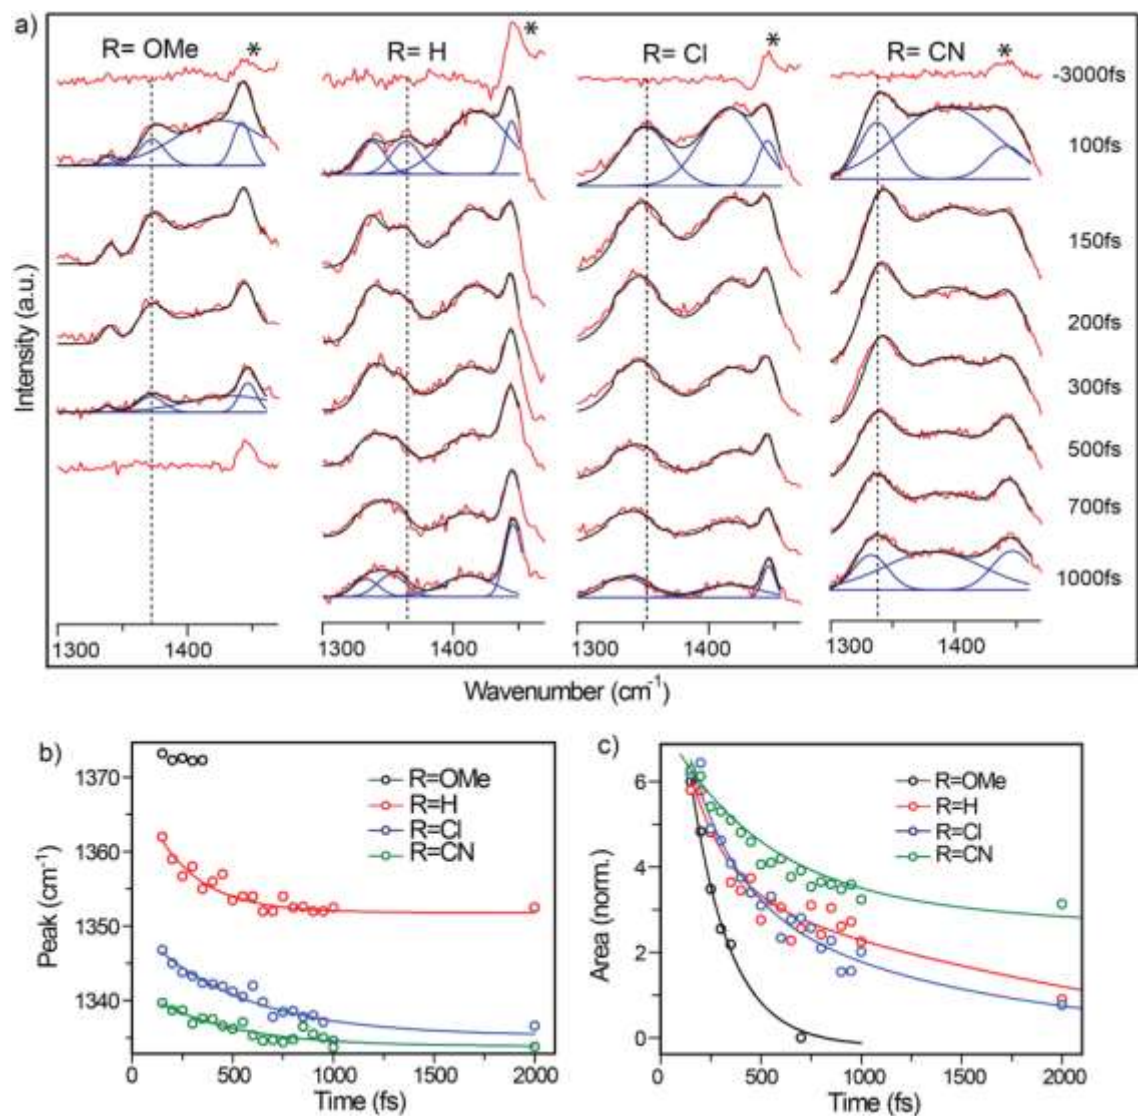 a)
R= OMe * R= H * R= Cl * R= CN *
-3000fs
100fs
150fs
200fs
300fs
500fs
700fs
1000fs
Intensity (a.u.)
1300 1400 1300 1400 1300 1400 1300 1400
Wavenumber (cm⁻¹)
b)
R=OMe
R=H
R=Cl
R=CN
1370
1360
1350
1340
Peak (cm⁻¹)
0 500 1000 1500 2000
Time (fs)
c)
R=OMe
R=H
R=Cl
R=CN
6
4
2
0
Area (norm.)
0 500 1000 1500 2000
Time (fs)